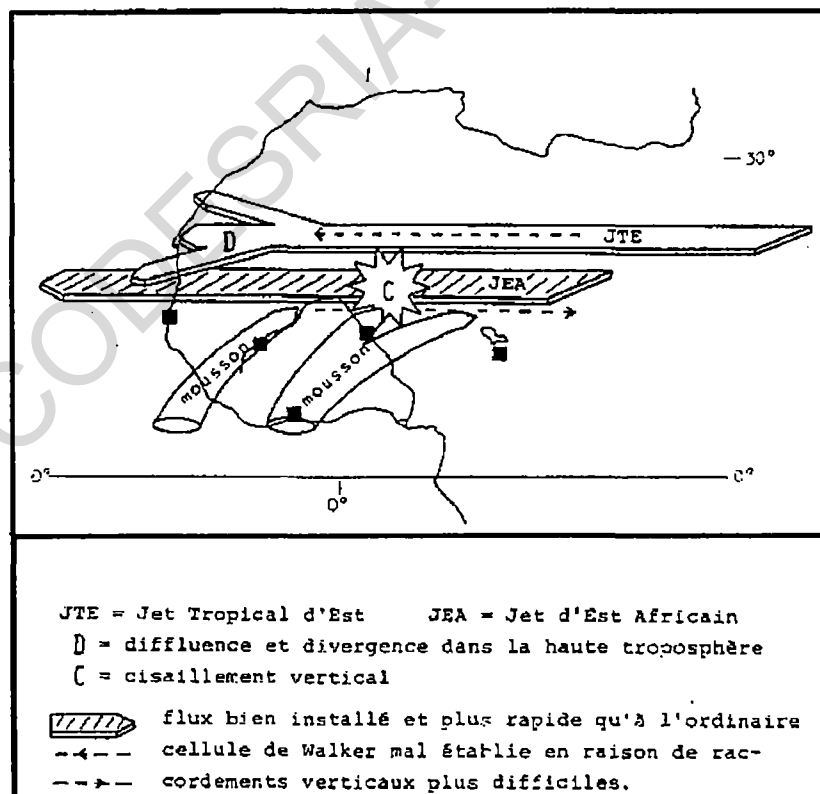 CODESRIA
30°
D
JTE
JEA
C
mousson
mousson
0°
0°
0°
JTE = Jet Tropical d'Est JEA = Jet d'Est Africain
D = diffluence et divergence dans la haute troposphère
C = cisaillement vertical
flux bien installé et plus rapide qu'à l'ordinaire
cellule de Walker mal établie en raison de rac-
cordements verticaux plus difficiles.